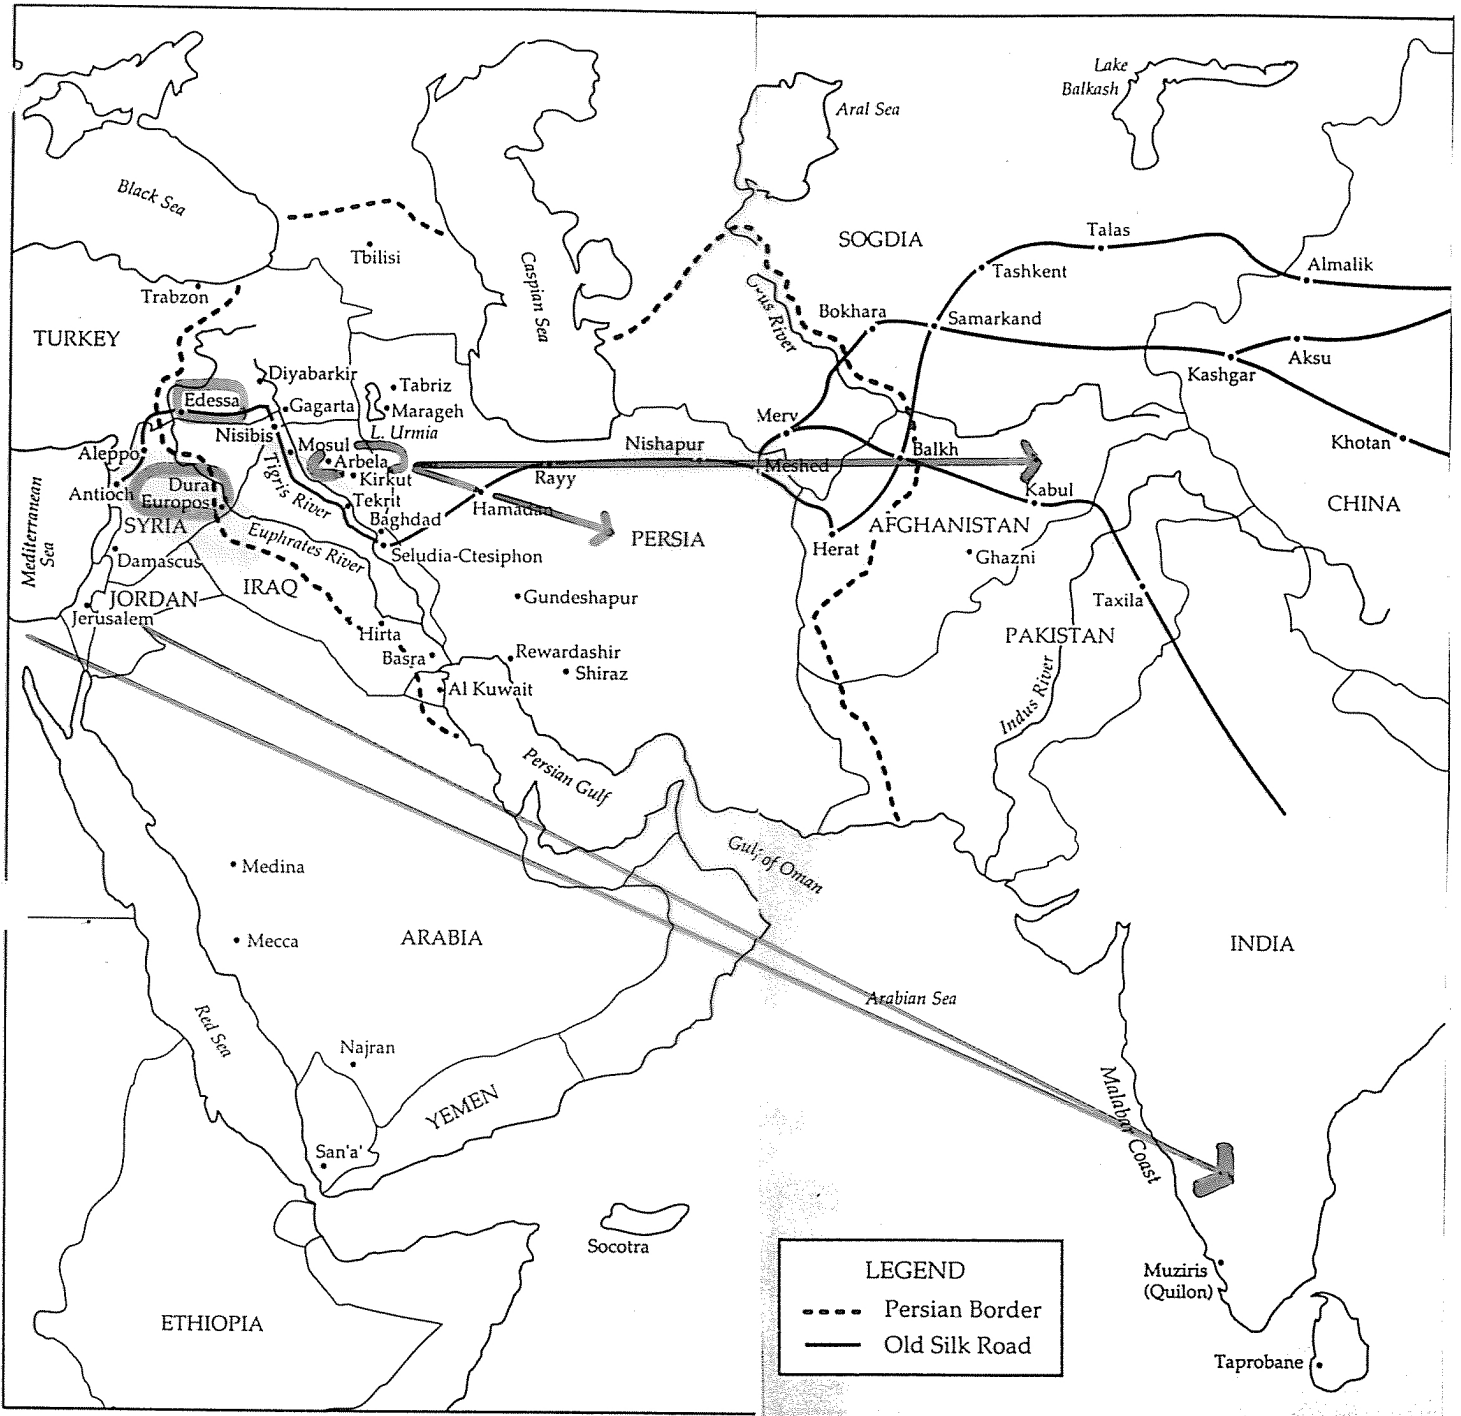 Lake
Balkash
Aral Sea
Black Sea
SOGDIA
Talas
Tbilisi
Caspian Sea
Tashkent
Almalik
Trabzon
Bokhara
Samarkand
TURKEY
Aksu
Kashgar
Diyabarkir
Tabriz
Edessa
Gagarta
Marageh
L. Urmia
Merv
Nisibis
Mosul
Nishapur
Balkh
Khotan
Aleppo
Arbela
Meshed
Kirkut
Rayy
Antioch
Dura
Europos
Tigris River
Tekrit
Hamadan
Kabul
CHINA
Mediterranean
Sea
SYRIA
Baghdad
AFGHANISTAN
Euphrates River
PERSIA
Herat
Seludia-Ctesiphon
Ghazni
Damascus
IRAQ
JORDAN
Gundeshapur
Taxila
Jerusalem
Hirta
PAKISTAN
Basra
Rewardashir
Shiraz
Al Kuwait
Indus River
River
Persian Gulf
Gulf of Oman
Medina
Mecca
ARABIA
INDIA
Arabian Sea
Red Sea
Najran
YEMEN
Malabar Coast
San'a'
Socotra
LEGEND
Persian Border
Old Silk Road
Muziris
(Quilon)
ETHIOPIA
Taprobane